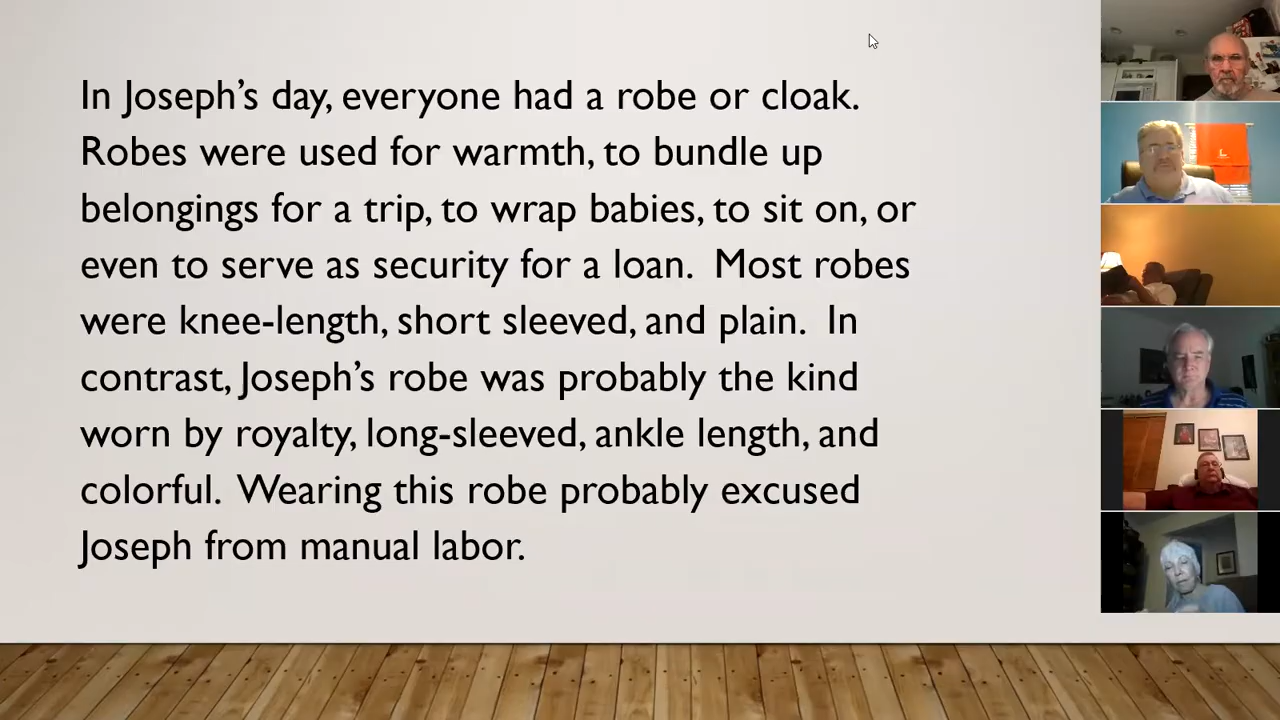 In Joseph's day, everyone had a robe or cloak.
Robes were used for warmth, to bundle up
belongings for a trip, to wrap babies, to sit on, or
even to serve as security for a loan.  Most robes
were knee-length, short sleeved, and plain.  In
contrast, Joseph's robe was probably the kind
worn by royalty, long-sleeved, ankle length, and
colorful.  Wearing this robe probably excused
Joseph from manual labor.